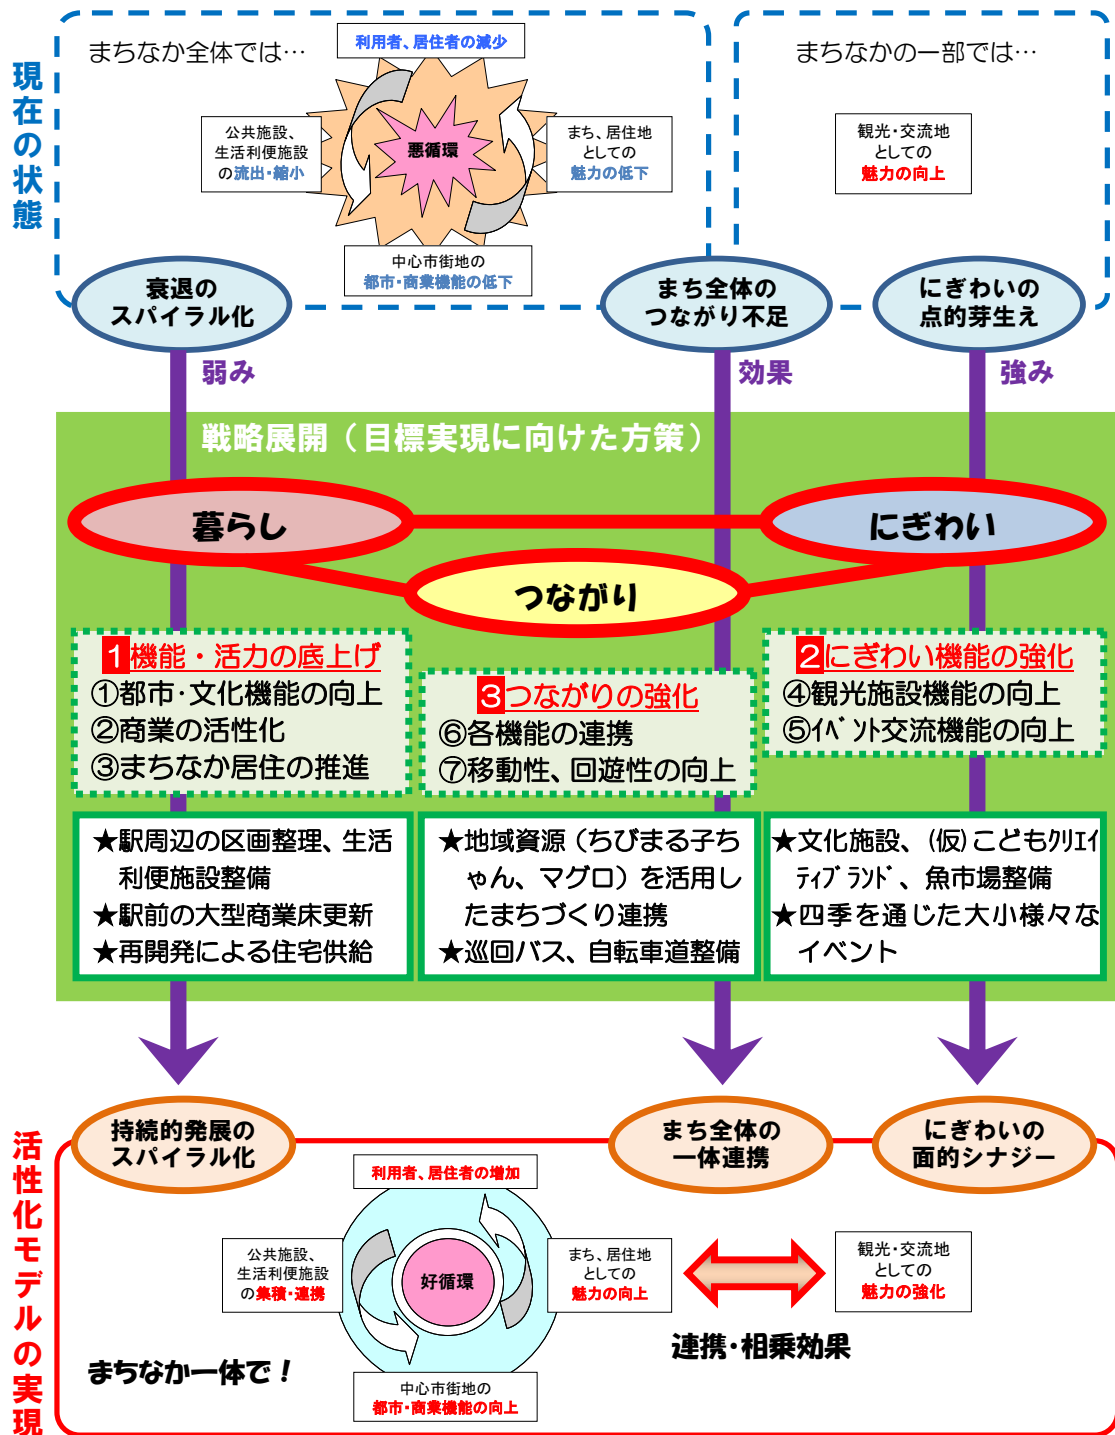 現在の状態
まちなか全体では…
利用者、居住者の減少
公共施設、
生活利便施設
の流出・縮小
悪循環
まち、居住地
としての
魅力の低下
中心市街地の
都市・商業機能の低下
まちなかの一部では…
観光・交流地
としての
魅力の向上
衰退の
スパイラル化
まち全体の
つながり不足
にぎわいの
点的芽生え
弱み
効果
強み
戦略展開（目標実現に向けた方策）
暮らし
にぎわい
つながり
1機能・活力の底上げ
①都市・文化機能の向上
②商業の活性化
③まちなか居住の推進
3つながりの強化
⑥各機能の連携
⑦移動性、回遊性の向上
2にぎわい機能の強化
④観光施設機能の向上
⑤ｲﾍﾞﾝﾄ交流機能の向上
★駅周辺の区画整理、生活
利便施設整備
★駅前の大型商業床更新
★再開発による住宅供給
★地域資源（ちびまる子ち
ゃん、マグロ）を活用し
たまちづくり連携
★巡回バス、自転車道整備
★文化施設、(仮)こどもｸﾘｴｲ
ﾃｨﾌﾞﾗﾝﾄﾞ、魚市場整備
★四季を通じた大小様々な
イベント
持続的発展の
スパイラル化
まち全体の
一体連携
にぎわいの
面的シナジー
活性化モデルの実現
利用者、居住者の増加
公共施設、
生活利便施設
の集積・連携
好循環
まち、居住地
としての
魅力の向上
中心市街地の
都市・商業機能の向上
観光・交流地
としての
魅力の強化
連携・相乗効果
まちなか一体で！